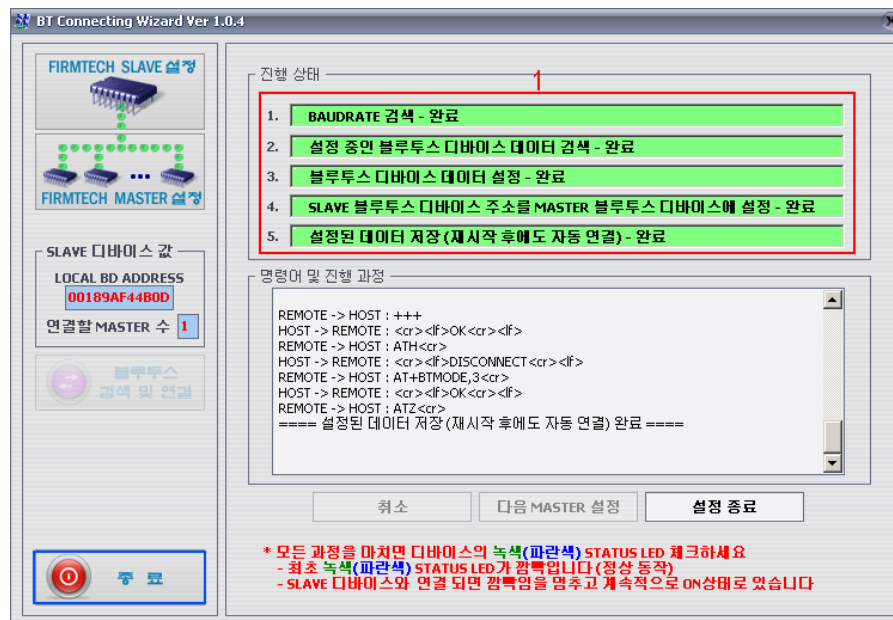 BT Connecting Wizard Ver 1.0.4
FIRMTECH SLAVE 설정
FIRMTECH MASTER 설정
SLAVE 디바이스 값
LOCAL BD ADDRESS
00189AF44B0D
연결할 MASTER 수 1
블루투스
검색 및 연결
종 료
진행 상태
1
1. BAUDRATE 검색 - 완료
2. 설정 중인 블루투스 디바이스 데이터 검색 - 완료
3. 블루투스 디바이스 데이터 설정 - 완료
4. SLAVE 블루투스 디바이스 주소를 MASTER 블루투스 디바이스에 설정 - 완료
5. 설정된 데이터 저장 (재시작 후에도 자동 연결) - 완료
명령어 및 진행 과정
REMOTE -> HOST : +++
HOST -> REMOTE : <cr><lf>OK<cr><lf>
REMOTE -> HOST : ATH<cr>
HOST -> REMOTE : <cr><lf>DISCONNECT<cr><lf>
REMOTE -> HOST : AT+BTMODE,3<cr>
HOST -> REMOTE : <cr><lf>OK<cr><lf>
REMOTE -> HOST : ATZ<cr>
==== 설정된 데이터 저장 (재시작 후에도 자동 연결) 완료 ====
취소
다음 MASTER 설정
설정 종료
* 모든 과정을 마치면 디바이스의 녹색(파란색) STATUS LED 체크하세요
- 최초 녹색(파란색) STATUS LED가 깜빡입니다 (정상 동작)
- SLAVE 디바이스와 연결 되면 깜빡임을 멈추고 계속적으로 ON상태로 있습니다